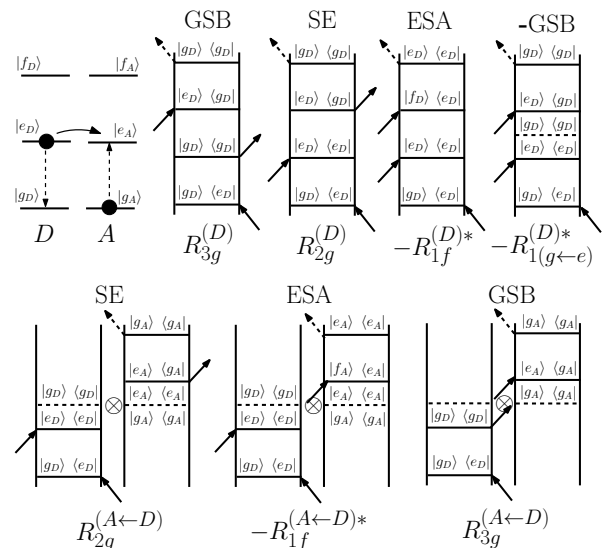 |f_D⟩ |f_A⟩
|e_D⟩ |e_A⟩
|g_D⟩ |g_A⟩
D A
GSB
|g_D⟩ ⟨g_D|
|e_D⟩ ⟨g_D|
|g_D⟩ ⟨g_D|
|g_D⟩ ⟨e_D|
R_{3g}^{(D)}
SE
|g_D⟩ ⟨g_D|
|e_D⟩ ⟨g_D|
|e_D⟩ ⟨e_D|
|g_D⟩ ⟨e_D|
R_{2g}^{(D)}
ESA
|e_D⟩ ⟨e_D|
|f_D⟩ ⟨e_D|
|e_D⟩ ⟨e_D|
|g_D⟩ ⟨e_D|
−R_{1f}^{(D)*}
-GSB
|g_D⟩ ⟨g_D|
|e_D⟩ ⟨g_D|
|g_D⟩ ⟨g_D|
|e_D⟩ ⟨e_D|
|g_D⟩ ⟨e_D|
−R_{1(g←e)}^{(D)*}
SE
|g_A⟩ ⟨g_A|
|e_A⟩ ⟨g_A|
|g_D⟩ ⟨g_D| |e_A⟩ ⟨e_A|
|e_D⟩ ⟨e_D| ⊗ |g_A⟩ ⟨g_A|
|g_D⟩ ⟨e_D|
R_{2g}^{(A←D)}
ESA
|e_A⟩ ⟨e_A|
|f_A⟩ ⟨e_A|
|g_D⟩ ⟨g_D| |e_A⟩ ⟨e_A|
|e_D⟩ ⟨e_D| ⊗ |g_A⟩ ⟨g_A|
|g_D⟩ ⟨e_D|
−R_{1f}^{(A←D)*}
GSB
|g_A⟩ ⟨g_A|
|e_A⟩ ⟨g_A|
|g_A⟩ ⟨g_A|
|g_D⟩ ⟨g_D| ⊗
|g_D⟩ ⟨e_D|
R_{3g}^{(A←D)}